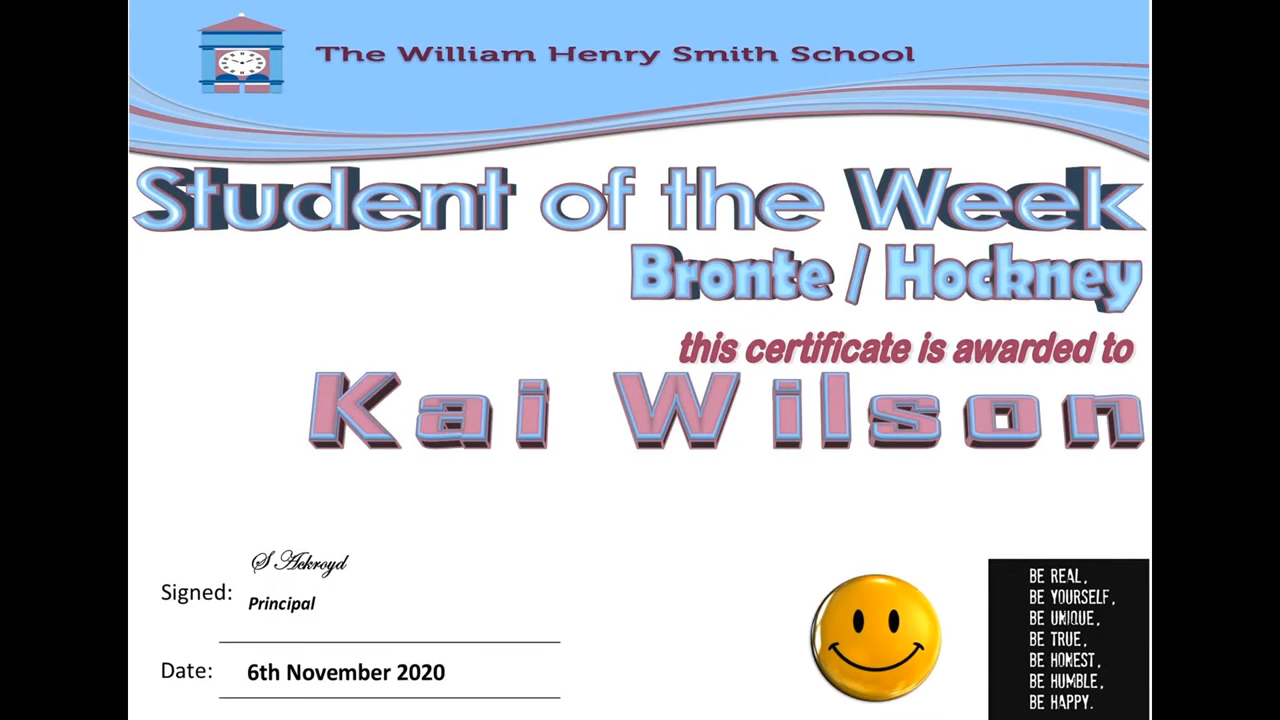 The William Henry Smith School
Student of the Week
Bronte / Hockney
this certificate is awarded to
Kai Wilson
S Ackroyd
Signed:
Principal
Date: 6th November 2020
BE REAL,
BE YOURSELF,
BE UNIQUE,
BE TRUE,
BE HONEST,
BE HUMBLE,
BE HAPPY.